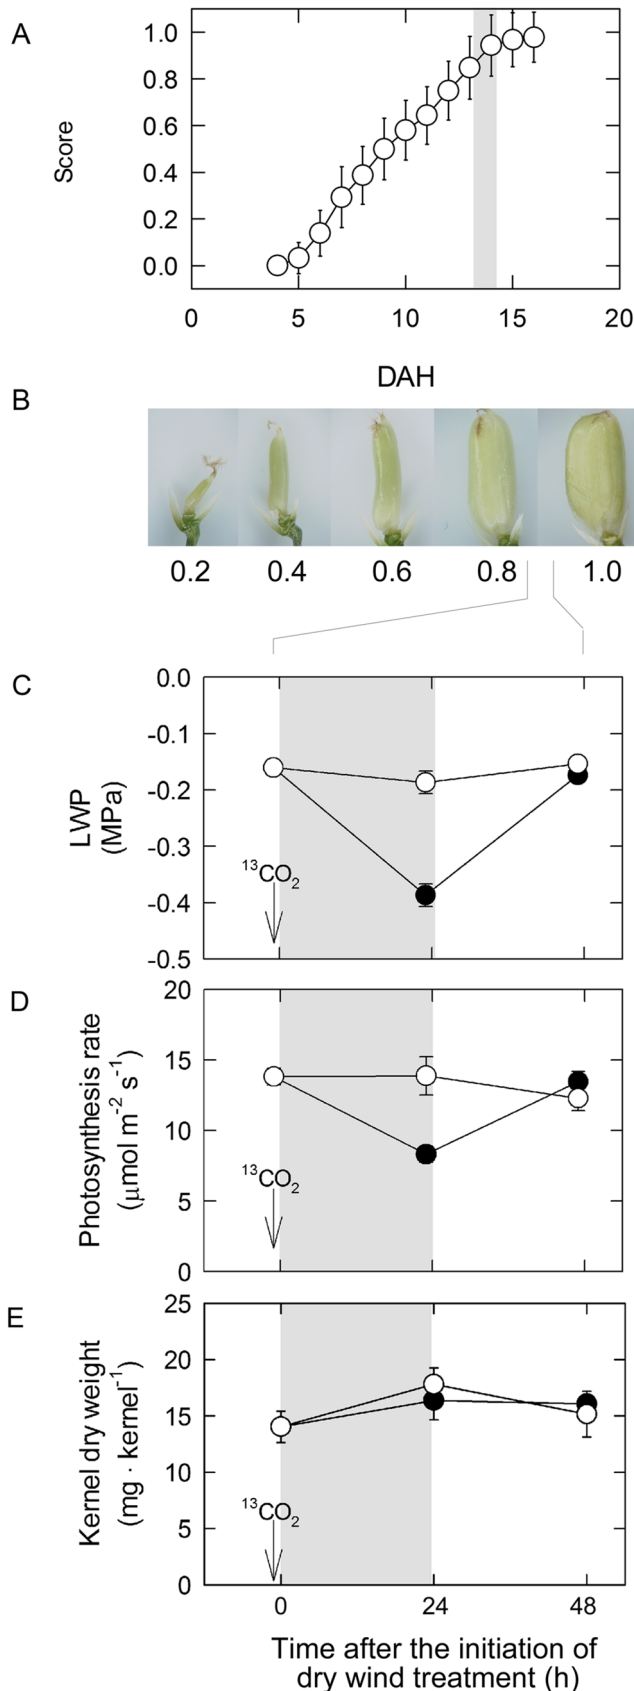 A
1.0
0.8
0.6
0.4
0.2
0.0
Score
0
5
10
15
20
DAH
B
0.2
0.4
0.6
0.8
1.0
C
0.0
-0.1
-0.2
-0.3
-0.4
-0.5
LWP
(MPa)
¹³CO₂
D
20
15
10
5
0
Photosynthesis rate
(μmol m⁻² s⁻¹)
¹³CO₂
E
25
20
15
10
5
0
Kernel dry weight
(mg · kernel⁻¹)
¹³CO₂
0
24
48
Time after the initiation of
dry wind treatment (h)